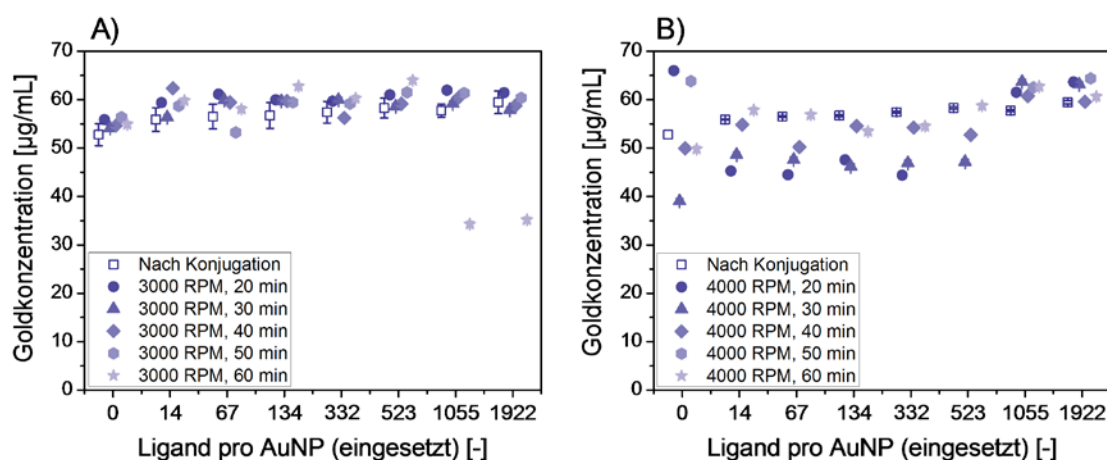 A)
Goldkonzentration [µg/mL]
70
60
50
40
30
20
10
0
Nach Konjugation
3000 RPM, 20 min
3000 RPM, 30 min
3000 RPM, 40 min
3000 RPM, 50 min
3000 RPM, 60 min
0 14 67 134 332 523 1055 1922
Ligand pro AuNP (eingesetzt) [-]
B)
Goldkonzentration [µg/mL]
70
60
50
40
30
20
10
0
Nach Konjugation
4000 RPM, 20 min
4000 RPM, 30 min
4000 RPM, 40 min
4000 RPM, 50 min
4000 RPM, 60 min
0 14 67 134 332 523 1055 1922
Ligand pro AuNP (eingesetzt) [-]